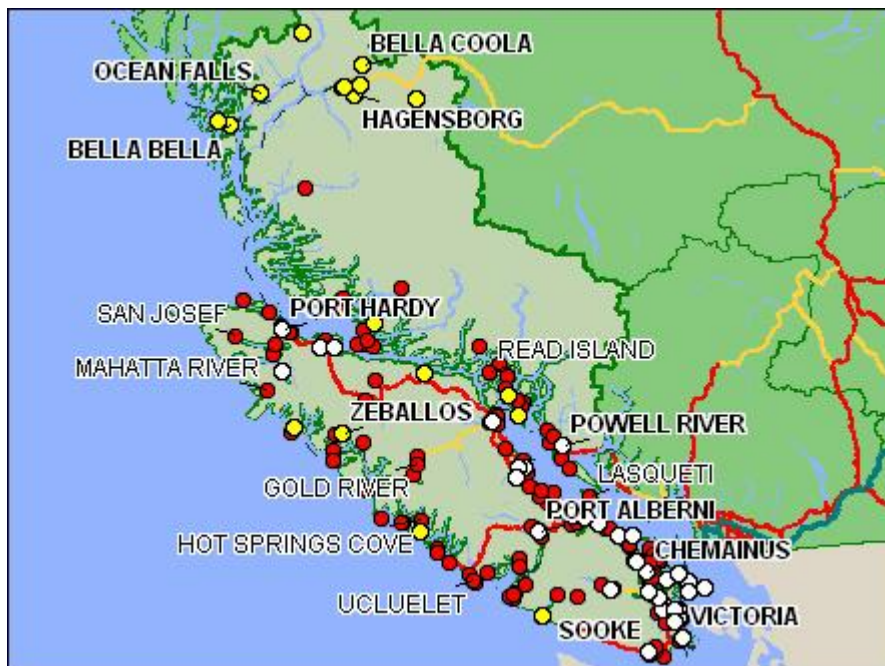 BELLA COOLA
OCEAN FALLS
HAGENSBORG
BELLA BELLA
SAN JOSEF
PORT HARDY
MAHATTA RIVER
READ ISLAND
ZEBALLOS
POWELL RIVER
GOLD RIVER
LASQUETI
PORT ALBERNI
HOT SPRINGS COVE
CHEMAINUS
UCLUELET
SOOKE
VICTORIA